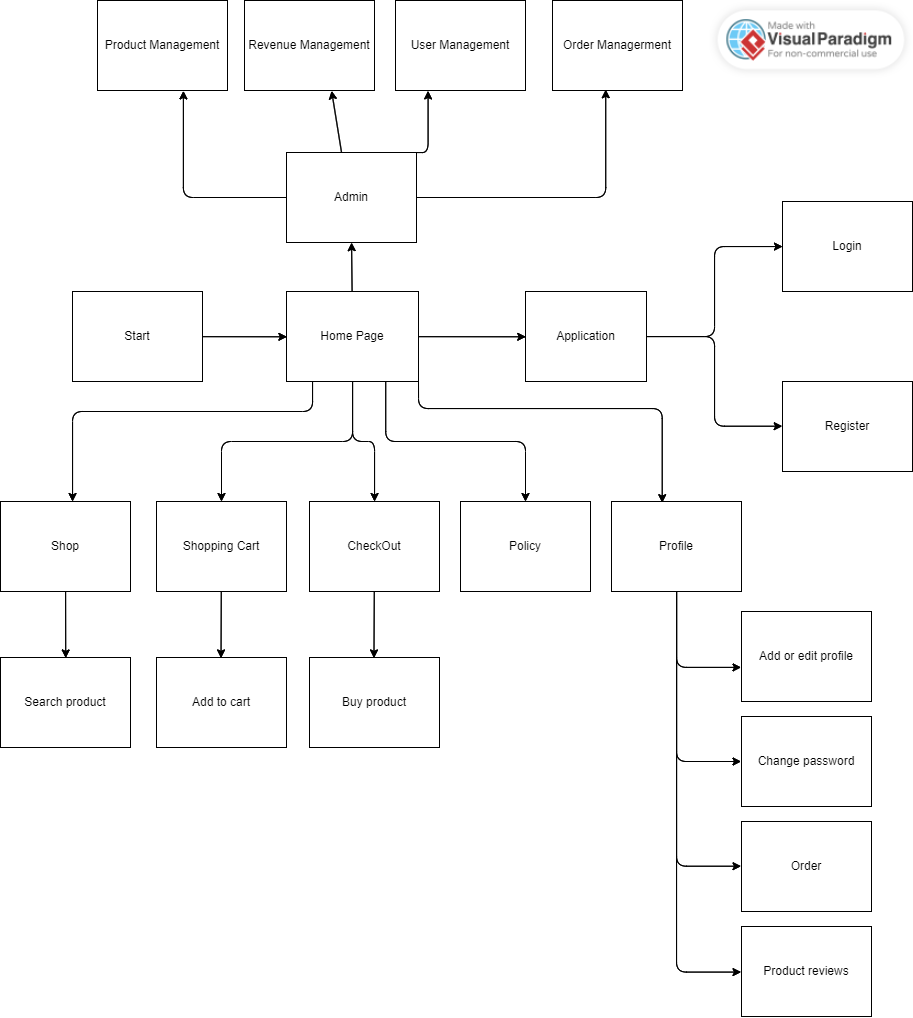 Product Management
Revenue Management
User Management
Order Managerment
Made with
VisualParadigm
For non-commercial use
Admin
Login
Start
Home Page
Application
Register
Shop
Shopping Cart
CheckOut
Policy
Profile
Add or edit profile
Search product
Add to cart
Buy product
Change password
Order
Product reviews